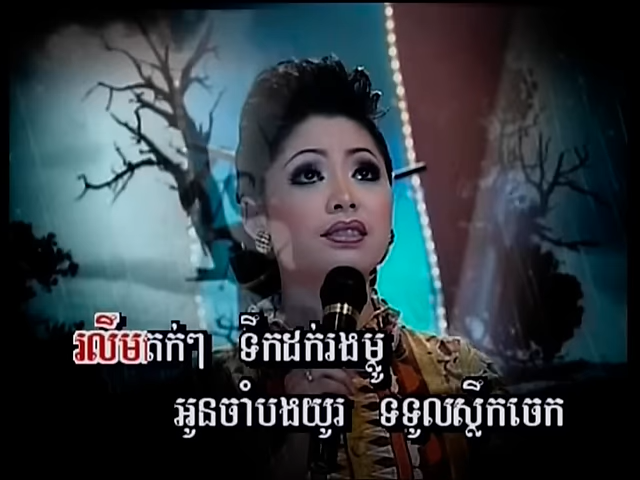 រលឹមតក់ៗ ទឹកដក់រងម្លូ
អូនចាំបងយូរ ទទូលស្លឹកចេក